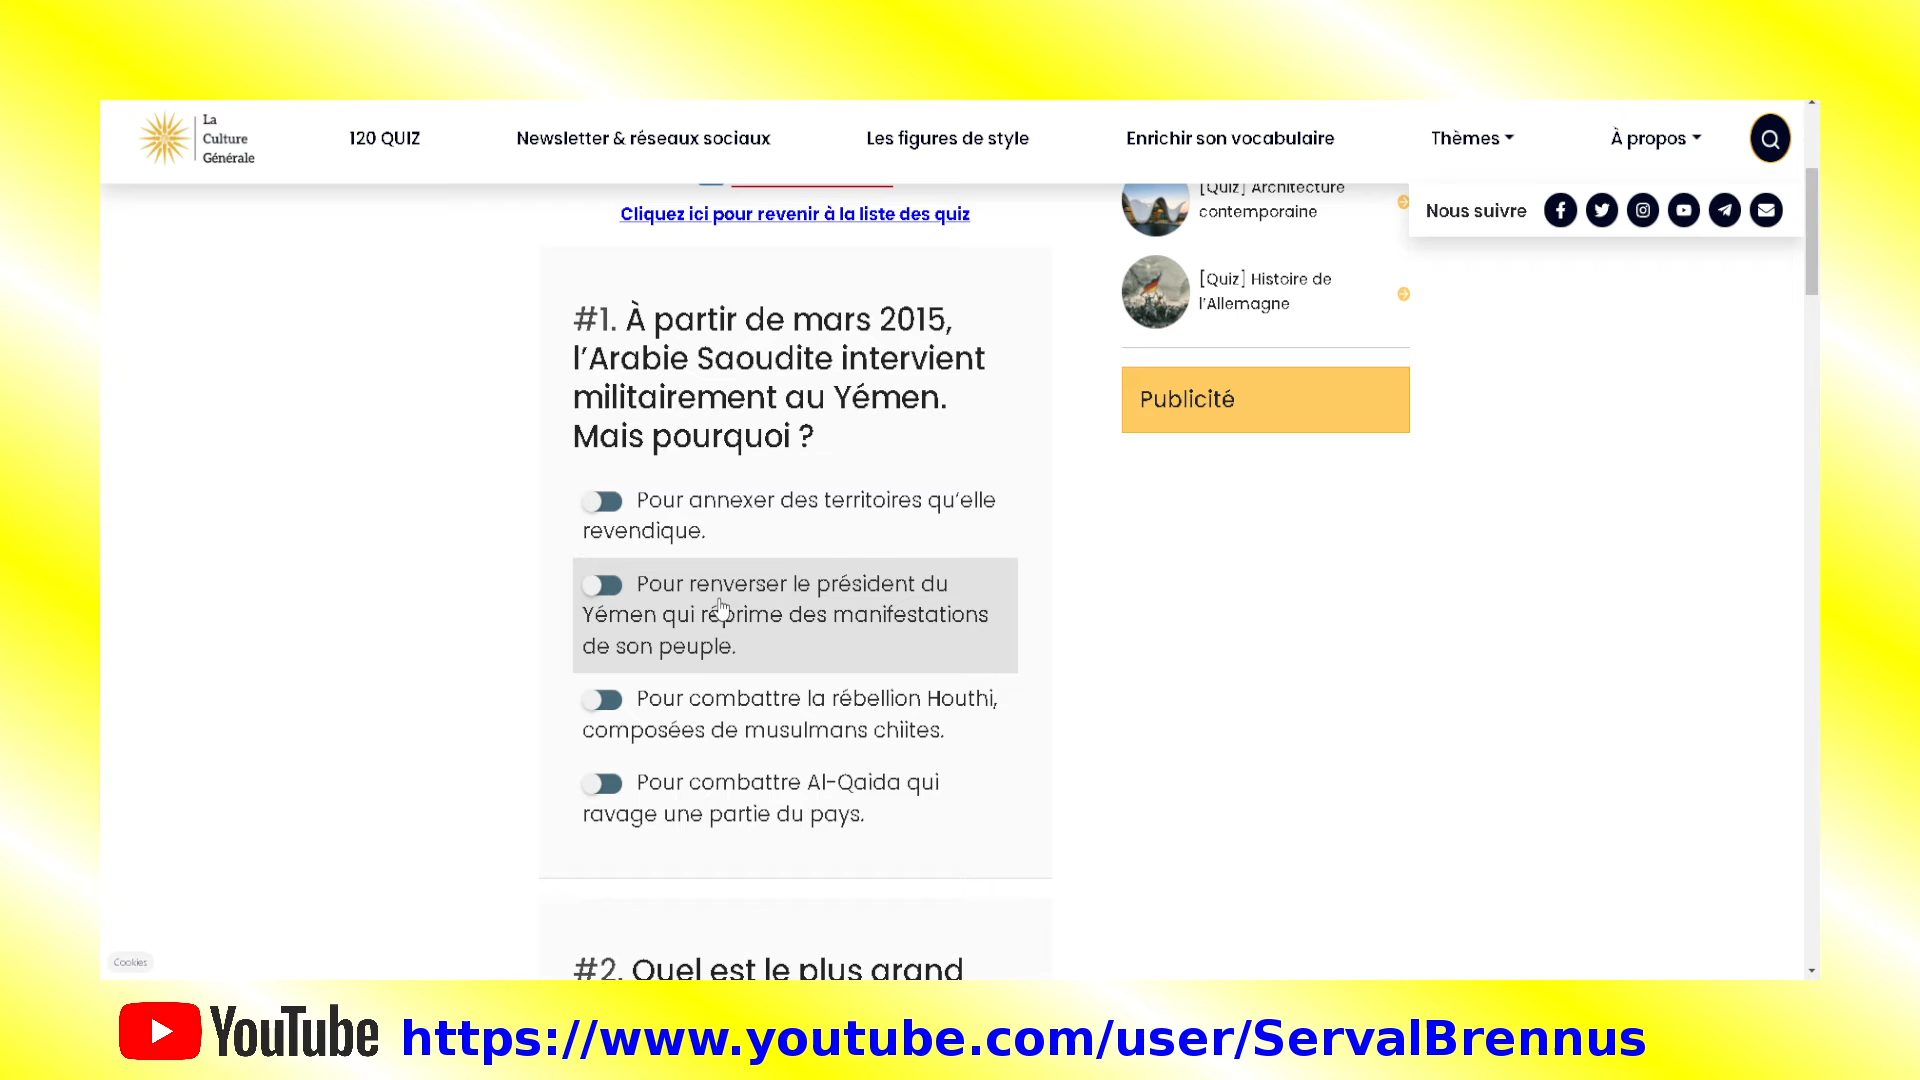 La
Culture
Générale
120 QUIZ
Newsletter & réseaux sociaux
Les figures de style
Enrichir son vocabulaire
Thèmes
À propos
Nous suivre
Cliquez ici pour revenir à la liste des quiz
[Quiz] Architecture
contemporaine
[Quiz] Histoire de
l’Allemagne
Publicité
#1. À partir de mars 2015,
l’Arabie Saoudite intervient
militairement au Yémen.
Mais pourquoi ?
Pour annexer des territoires qu’elle
revendique.
Pour renverser le président du
Yémen qui réprime des manifestations
de son peuple.
Pour combattre la rébellion Houthi,
composées de musulmans chiites.
Pour combattre Al-Qaida qui
ravage une partie du pays.
#2. Quel est le plus grand
Cookies
YouTube
https://www.youtube.com/user/ServalBrennus